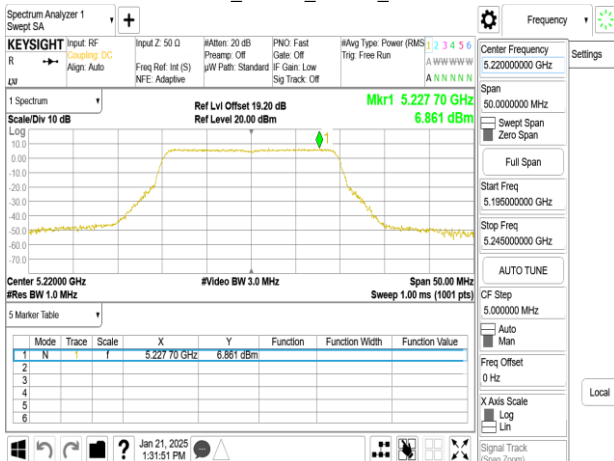 Spectrum Analyzer 1
Swept SA
+
Frequency
KEYSIGHT
Input: RF
Coupling: DC
Align: Auto
Input Z: 50 Ω
Freq Ref: Int (S)
NFE: Adaptive
#Atten: 20 dB
Preamp: Off
µW Path: Standard
PNO: Fast
Gate: Off
IF Gain: Low
Sig Track: Off
#Avg Type: Power (RMS
Trig: Free Run
1 2 3 4 5 6
A W W W W W
A N N N N N
R
LXI
1 Spectrum
Scale/Div 10 dB
Ref Lvl Offset 19.20 dB
Ref Level 20.00 dBm
Mkr1 5.227 70 GHz
6.861 dBm
Log
10.0
0.00
-10.0
-20.0
-30.0
-40.0
-50.0
-60.0
-70.0
1
Center 5.22000 GHz
#Res BW 1.0 MHz
#Video BW 3.0 MHz
Span 50.00 MHz
Sweep 1.00 ms (1001 pts)
5 Marker Table
Mode Trace Scale X Y Function Function Width Function Value
1 N 1 f 5.227 70 GHz 6.861 dBm
2
3
4
5
6
Jan 21, 2025
1:31:51 PM
?
Center Frequency
5.220000000 GHz
Span
50.0000000 MHz
Swept Span
Zero Span
Full Span
Start Freq
5.195000000 GHz
Stop Freq
5.245000000 GHz
AUTO TUNE
CF Step
5.000000 MHz
Auto
Man
Freq Offset
0 Hz
X Axis Scale
Log
Lin
Signal Track
(Span Zoom)
Settings
Local